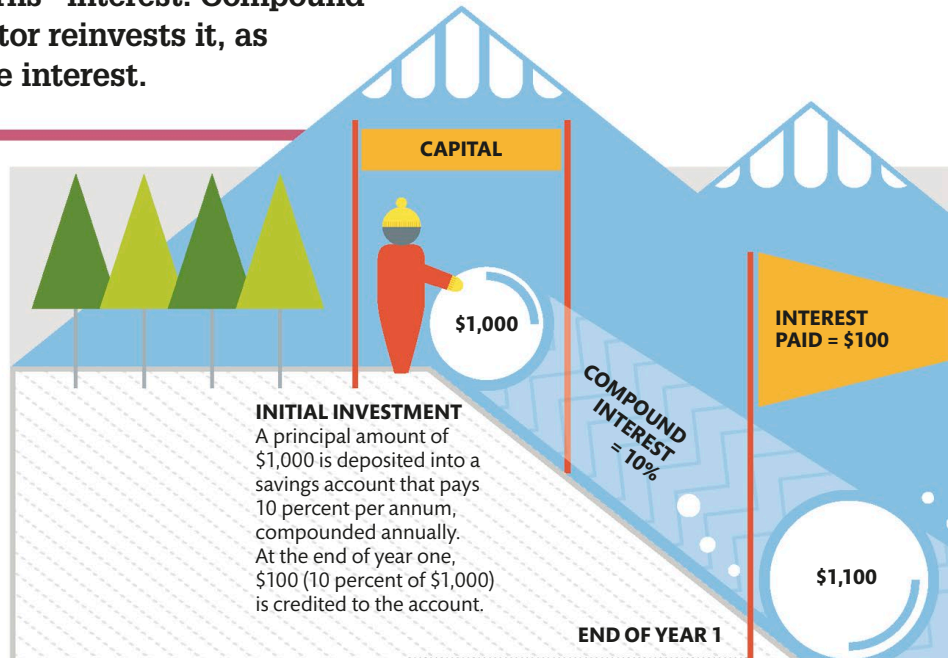 interest. Compound
tor reinvests it, as
interest.
CAPITAL
$1,000
INTEREST
PAID = $100
COMPOUND
INTEREST
= 10%
INITIAL INVESTMENT
A principal amount of
$1,000 is deposited into a
savings account that pays
10 percent per annum,
compounded annually.
At the end of year one,
$100 (10 percent of $1,000)
is credited to the account.
$1,100
END OF YEAR 1